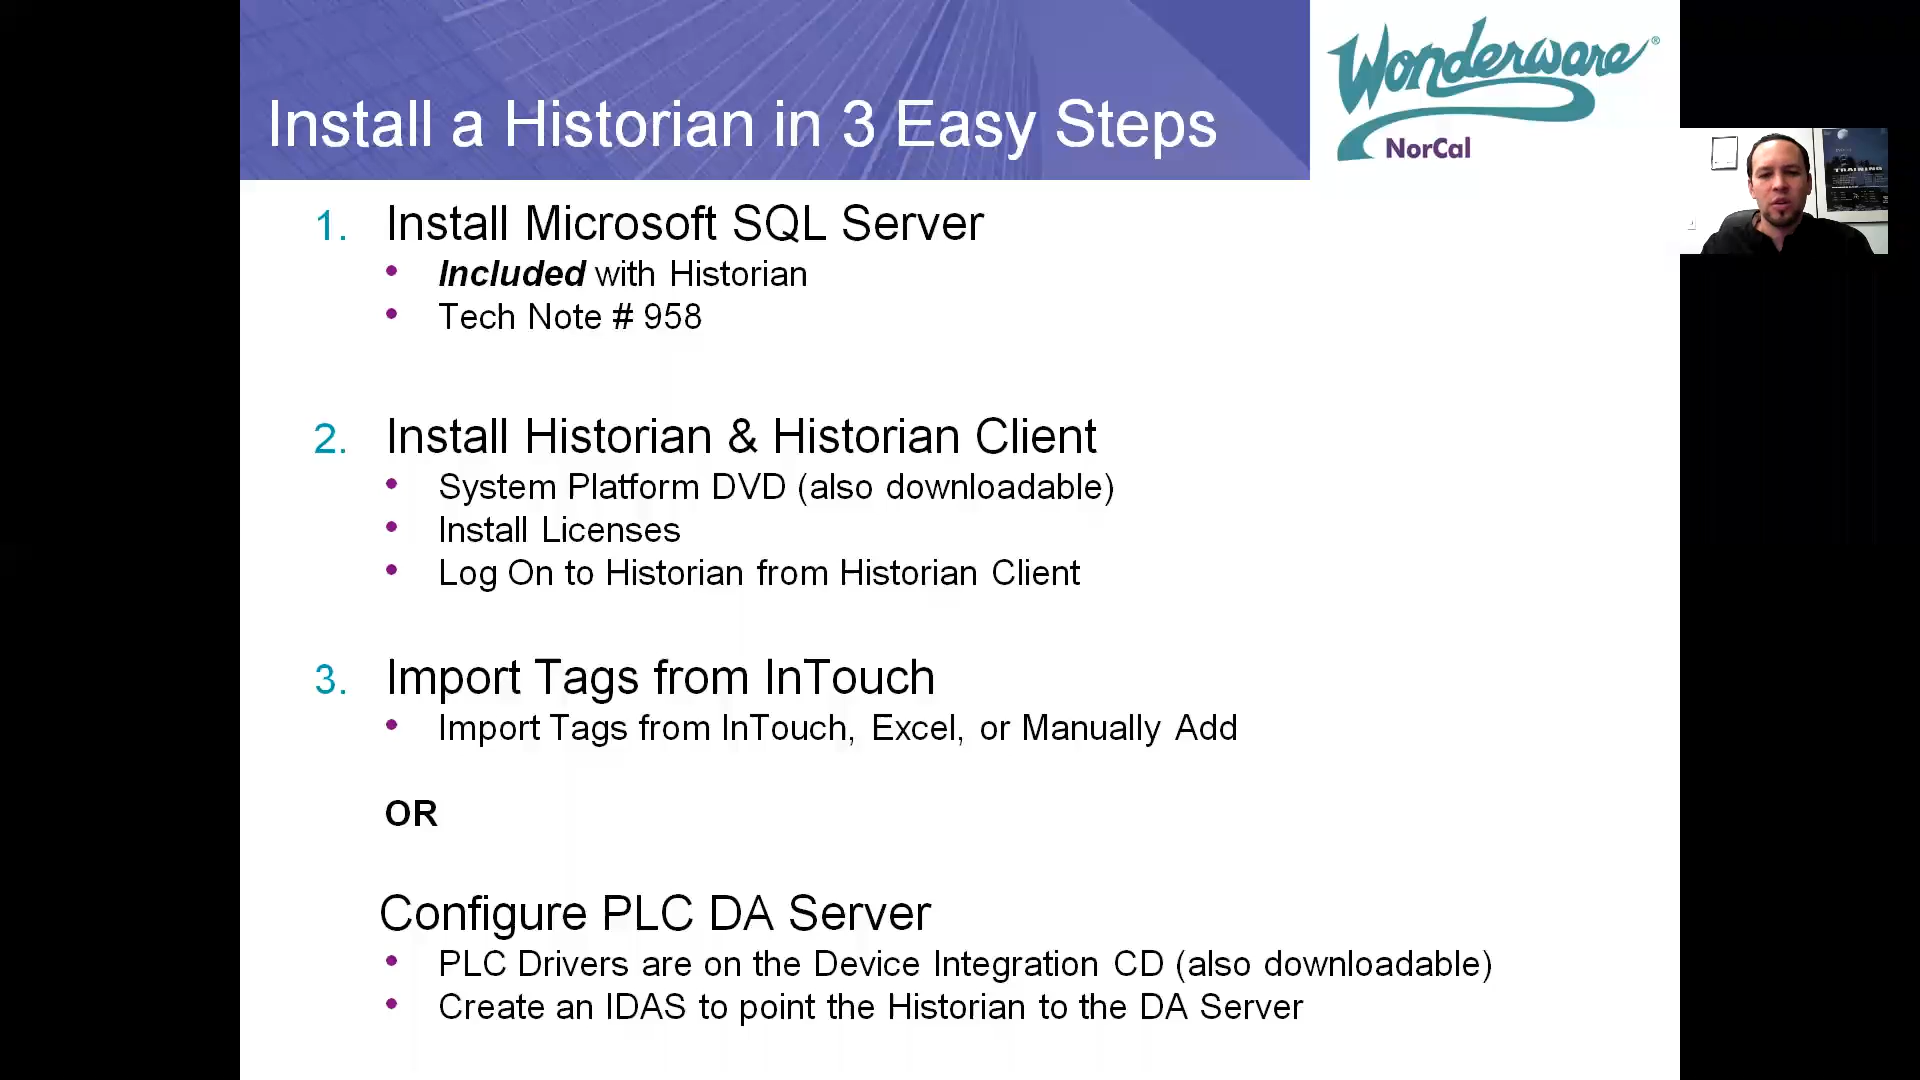 Install a Historian in 3 Easy Steps
Wonderware®
NorCal
TRAINING
1. Install Microsoft SQL Server
• Included with Historian
• Tech Note # 958
2. Install Historian & Historian Client
• System Platform DVD (also downloadable)
• Install Licenses
• Log On to Historian from Historian Client
3. Import Tags from InTouch
• Import Tags from InTouch, Excel, or Manually Add
OR
Configure PLC DA Server
• PLC Drivers are on the Device Integration CD (also downloadable)
• Create an IDAS to point the Historian to the DA Server